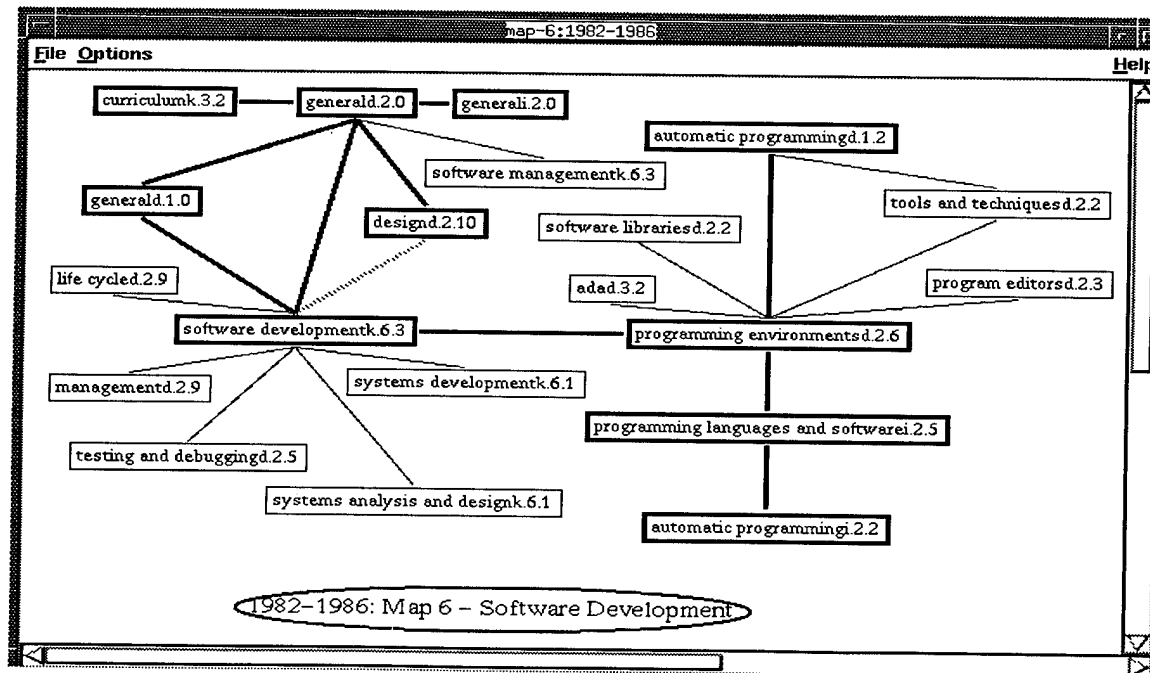 map-6:1982-1986
File Options
Help
curriculumk.3.2
generald.2.0
generali.2.0
automatic programmingd.1.2
software managementk.6.3
generald.1.0
tools and techniquesd.2.2
designd.2.10
software librariesd.2.2
life cycled.2.9
adad.3.2
program editorsd.2.3
software developmentk.6.3
programming environmentsd.2.6
managementd.2.9
systems developmentk.6.1
programming languages and softwarei.2.5
testing and debuggingd.2.5
systems analysis and designk.6.1
automatic programmingi.2.2
1982–1986: Map 6 – Software Development